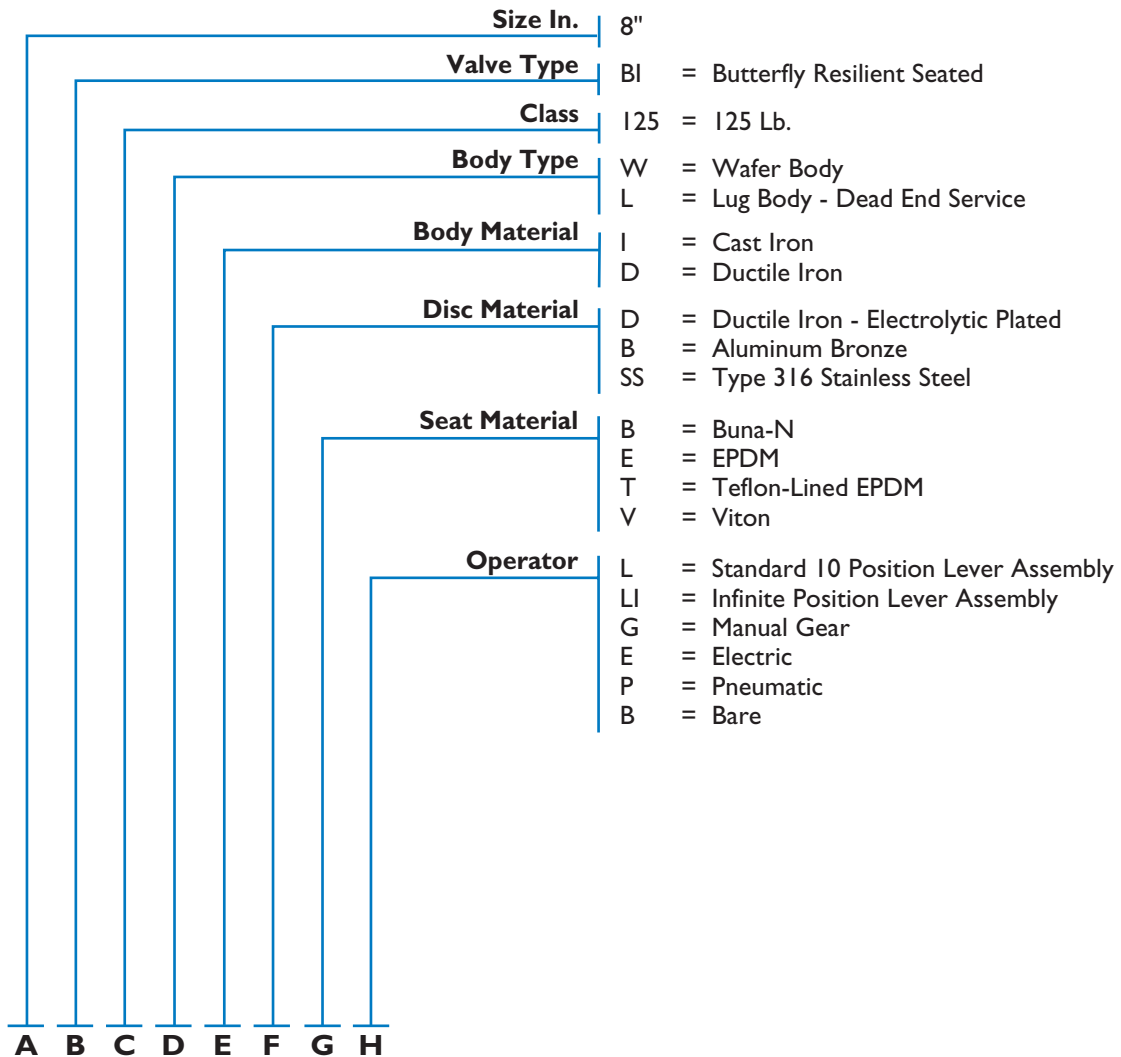 Size In. 8"
Valve Type BI = Butterfly Resilient Seated
Class 125 = 125 Lb.
Body Type W = Wafer Body
L = Lug Body - Dead End Service
Body Material I = Cast Iron
D = Ductile Iron
Disc Material D = Ductile Iron - Electrolytic Plated
B = Aluminum Bronze
SS = Type 316 Stainless Steel
Seat Material B = Buna-N
E = EPDM
T = Teflon-Lined EPDM
V = Viton
Operator L = Standard 10 Position Lever Assembly
LI = Infinite Position Lever Assembly
G = Manual Gear
E = Electric
P = Pneumatic
B = Bare
A B C D E F G H